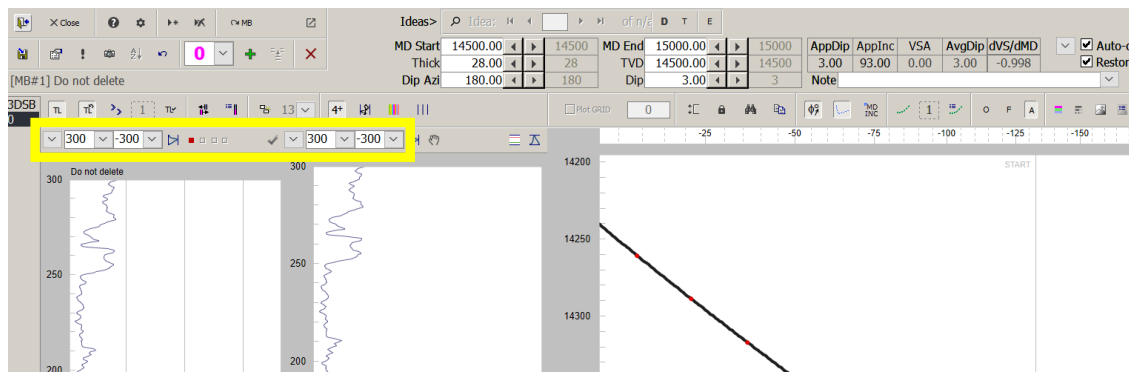 Close MB Ideas> Idea: of n/a D T E
MD Start 14500.00 14500 MD End 15000.00 15000 AppDip AppInc VSA AvgDip dVS/dMD Auto-c
0 Thick 28.00 28 TVD 14500.00 14500 3.00 93.00 0.00 3.00 -0.998 Restor
[MB#1] Do not delete Dip Azi 180.00 180 Dip 3.00 3 Note
3DSB TL TL 1 TL 13 4+ Plot GRID 0 MD INC 1 O F A
0
300 -300 300 -300 -25 -50 -75 -100 -125 -150
Do not delete
300 300 14200 START
250 250 14250
14300
200 200